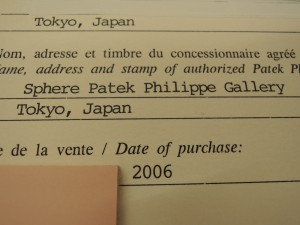 Tokyo, Japan
Nom, adresse et timbre du concessionnaire agréé
ame, address and stamp of authorized Patek P
Sphere Patek Philippe Gallery
Tokyo, Japan
e de la vente / Date of purchase:
2006